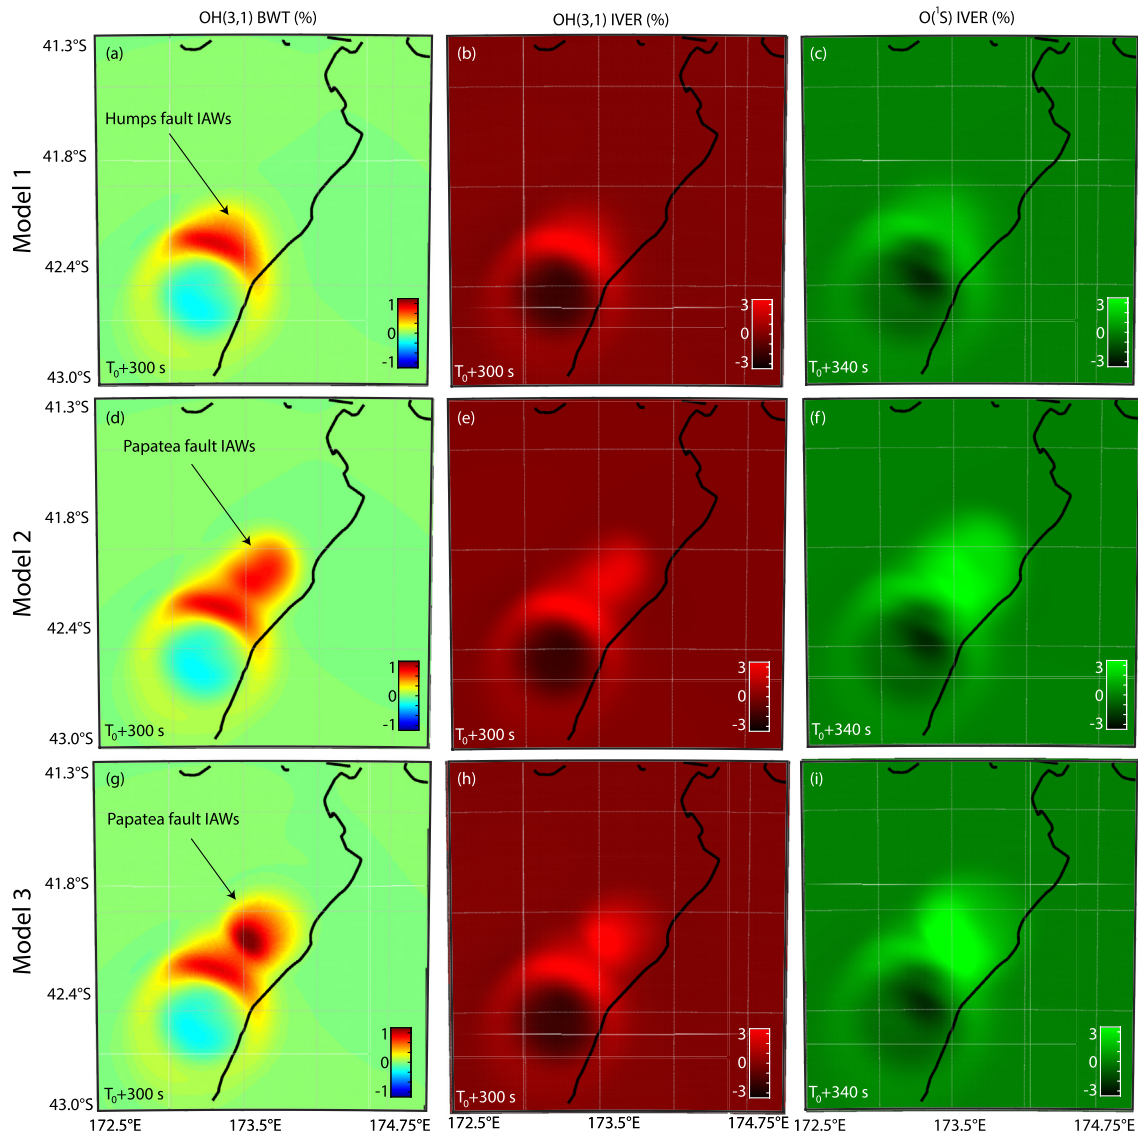 OH(3,1) BWT (%)
OH(3,1) IVER (%)
O(¹S) IVER (%)
Model 1
41.3°S
41.8°S
42.4°S
43.0°S
(a)
Humps fault IAWs
1
0
-1
T₀+300 s
(b)
3
0
-3
T₀+300 s
(c)
3
0
-3
T₀+340 s
Model 2
41.3°S
41.8°S
42.4°S
43.0°S
(d)
Papatea fault IAWs
1
0
-1
T₀+300 s
(e)
3
0
-3
T₀+300 s
(f)
3
0
-3
T₀+340 s
Model 3
41.3°S
41.8°S
42.4°S
43.0°S
(g)
Papatea fault IAWs
1
0
-1
T₀+300 s
(h)
3
0
-3
T₀+300 s
(i)
3
0
-3
T₀+340 s
172.5°E
173.5°E
174.75°E
172.5°E
173.5°E
174.75°E
172.5°E
173.5°E
174.75°E